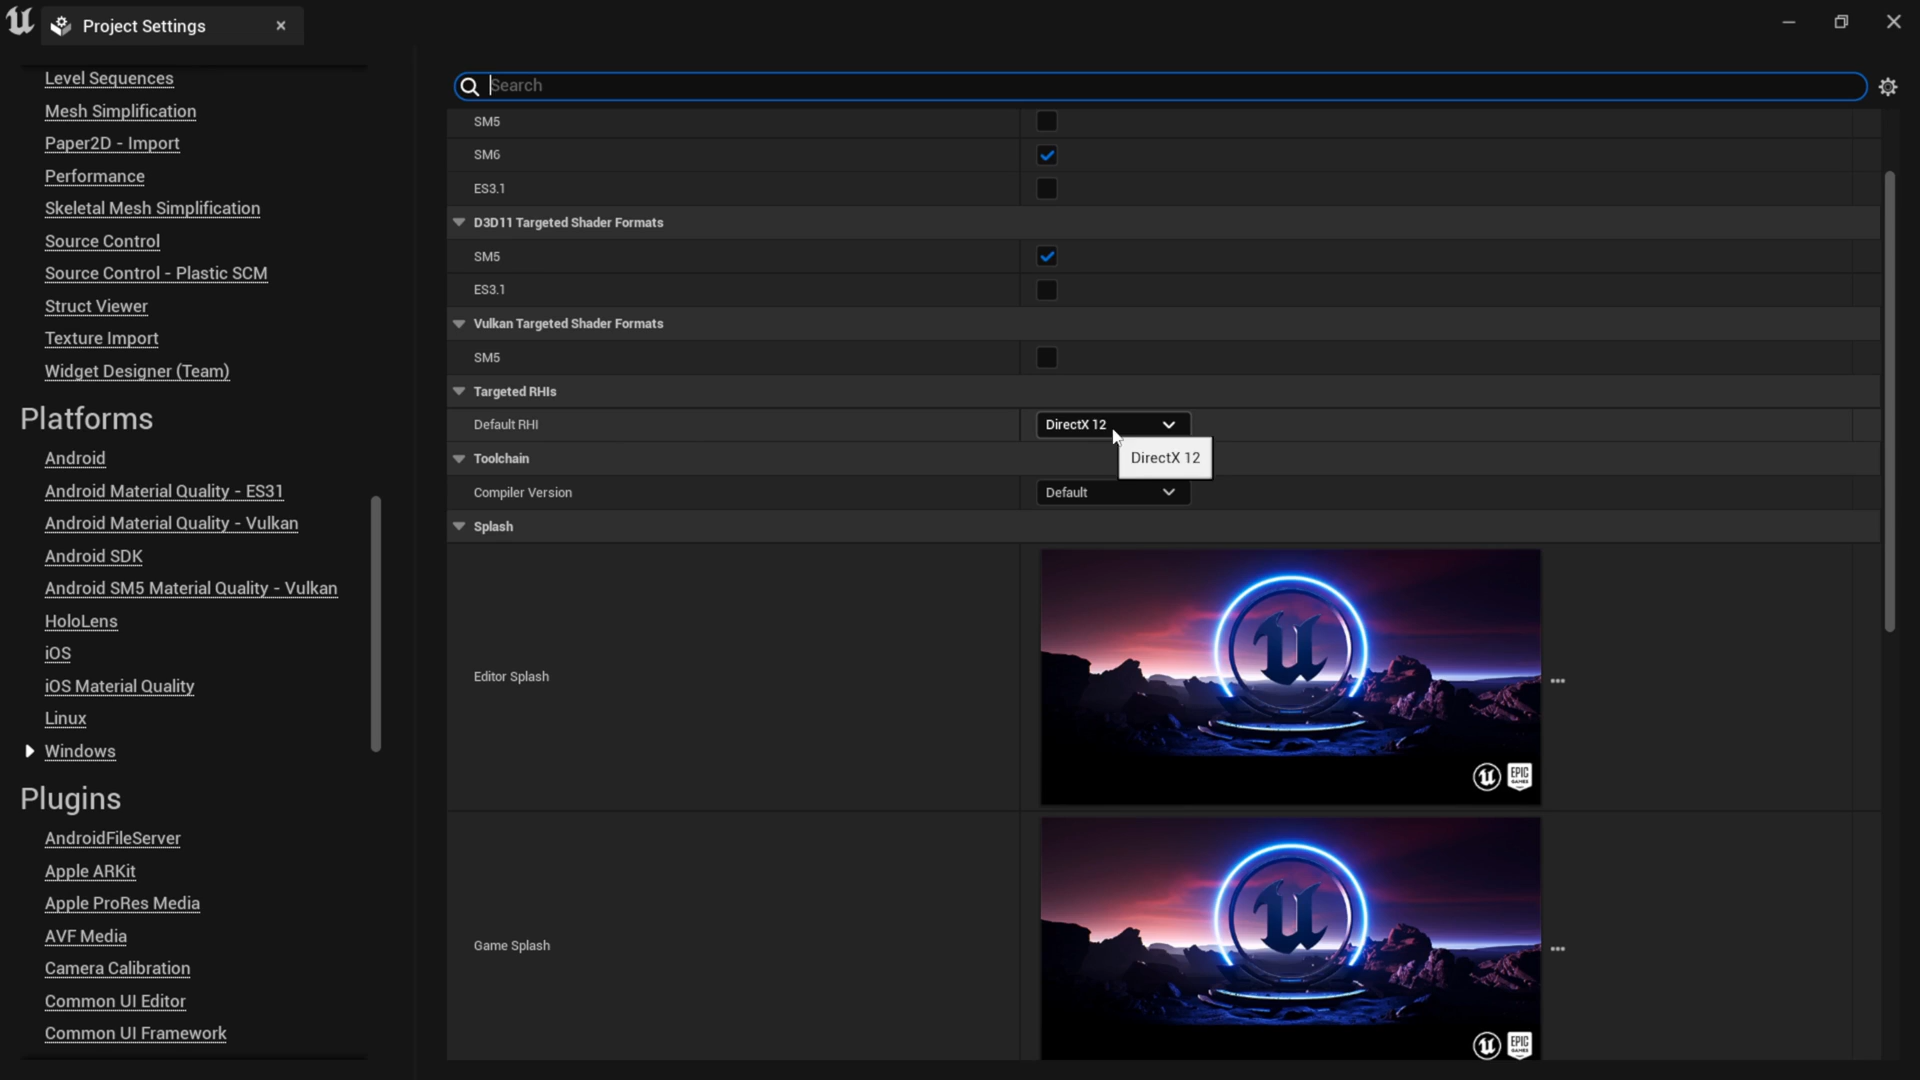 Project Settings
Level Sequences
Mesh Simplification
Paper2D - Import
Performance
Skeletal Mesh Simplification
Source Control
Source Control - Plastic SCM
Struct Viewer
Texture Import
Widget Designer (Team)
Platforms
Android
Android Material Quality - ES31
Android Material Quality - Vulkan
Android SDK
Android SM5 Material Quality - Vulkan
HoloLens
iOS
iOS Material Quality
Linux
Windows
Plugins
AndroidFileServer
Apple ARKit
Apple ProRes Media
AVF Media
Camera Calibration
Common UI Editor
Common UI Framework
Search
SM5
SM6
ES3.1
D3D11 Targeted Shader Formats
SM5
ES3.1
Vulkan Targeted Shader Formats
SM5
Targeted RHIs
Default RHI
DirectX 12
DirectX 12
Toolchain
Compiler Version
Default
Splash
Editor Splash
EPIC
GAMES
Game Splash
EPIC
GAMES